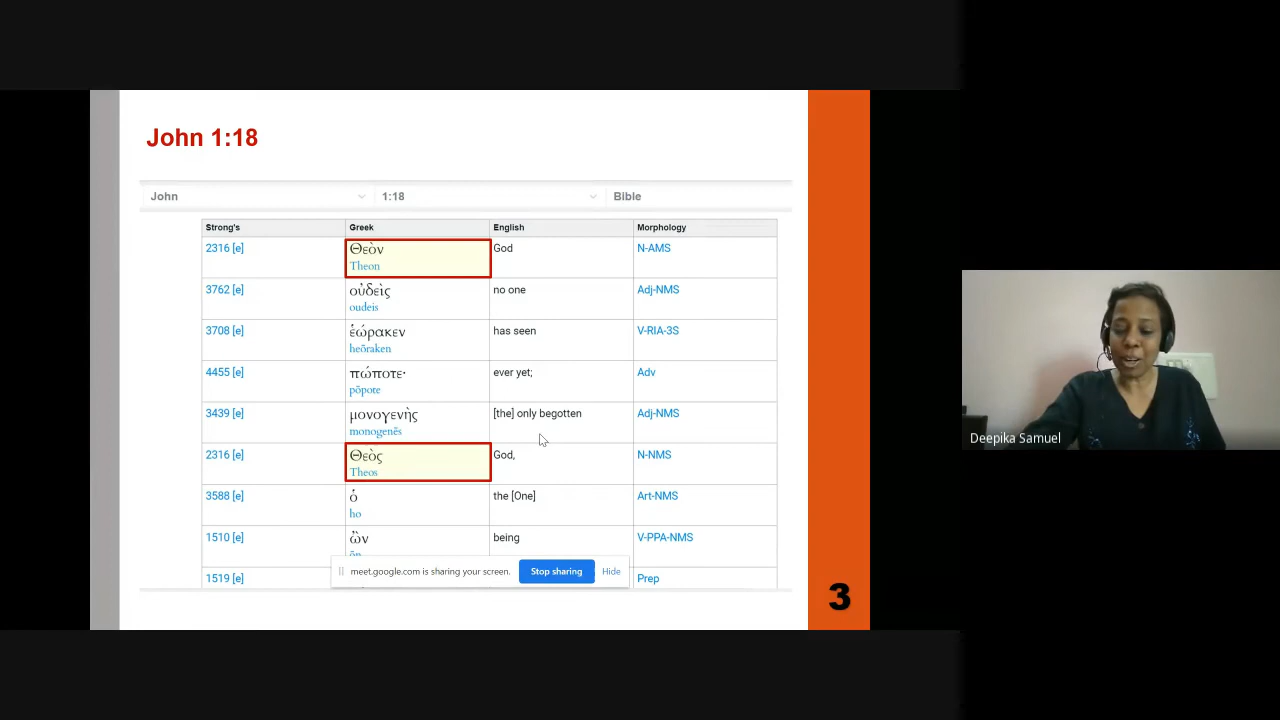 John 1:18
John 1:18 Bible
Strong's Greek English Morphology
2316 [e] Θεὸν God N-AMS
Theon
3762 [e] οὐδεὶς no one Adj-NMS
oudeis
3708 [e] ἑώρακεν has seen V-RIA-3S
heōraken
4455 [e] πώποτε· ever yet; Adv
pōpote
3439 [e] μονογενὴς [the] only begotten Adj-NMS
monogenēs
2316 [e] Θεὸς God, N-NMS
Theos
3588 [e] ὁ the [One] Art-NMS
ho
1510 [e] ὢν being V-PPA-NMS
1519 [e] Prep
meet.google.com is sharing your screen. Stop sharing Hide
3
Deepika Samuel